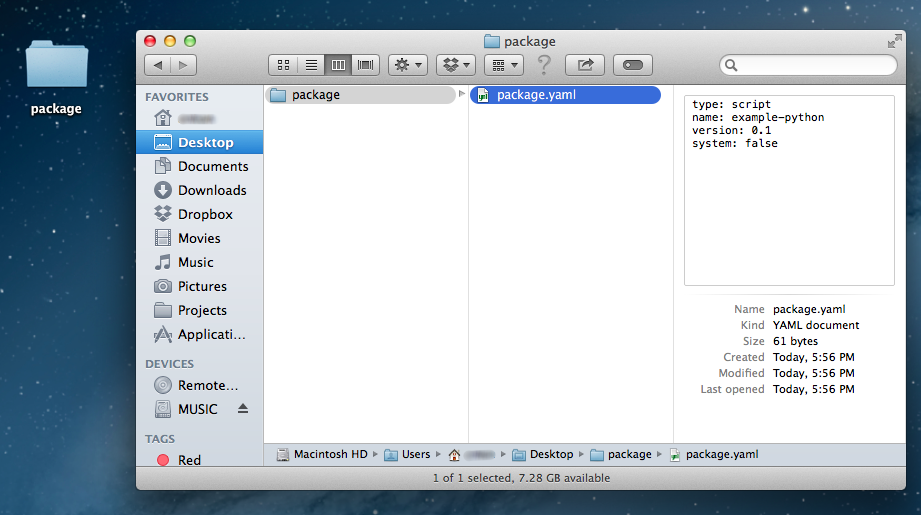 package
package
FAVORITES
Desktop
Documents
Downloads
Dropbox
Movies
Music
Pictures
Projects
Applicati...
DEVICES
Remote...
MUSIC
TAGS
Red
package
package.yaml
type: script
name: example-python
version: 0.1
system: false
Name package.yaml
Kind YAML document
Size 61 bytes
Created Today, 5:56 PM
Modified Today, 5:56 PM
Last opened Today, 5:56 PM
Macintosh HD ▸ Users ▸ ▸ Desktop ▸ package ▸ package.yaml
1 of 1 selected, 7.28 GB available